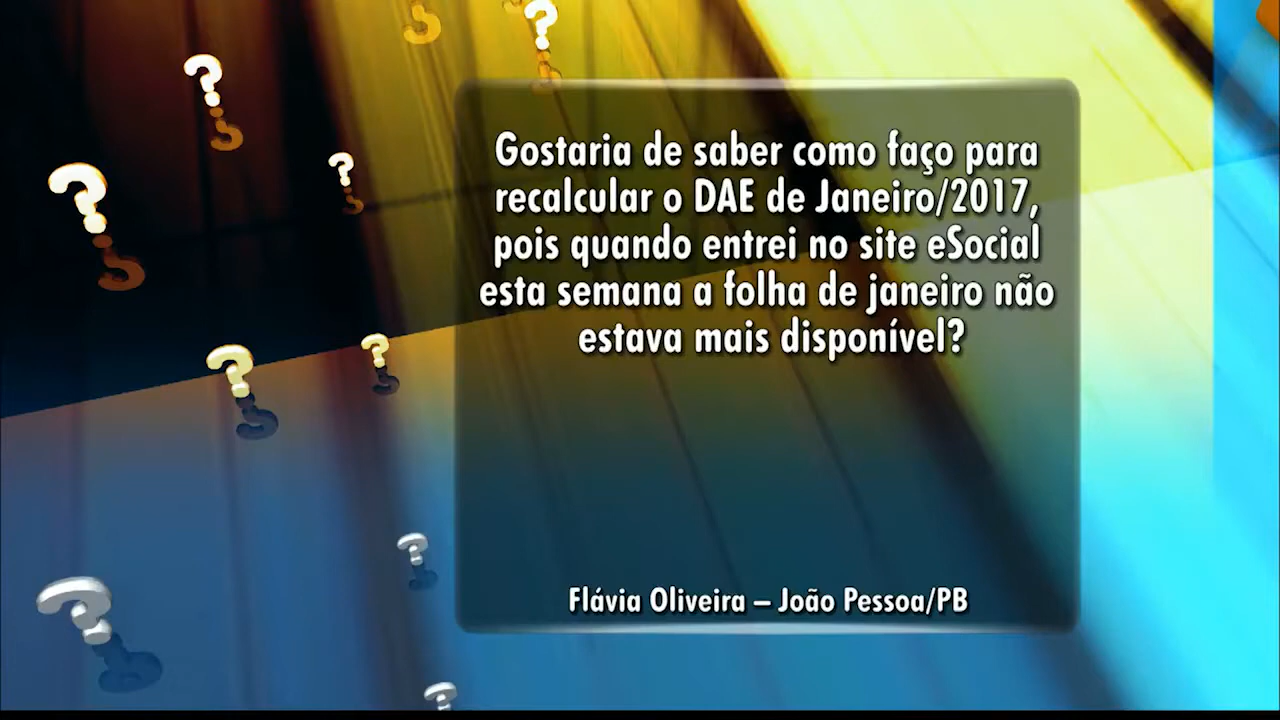 Gostaria de saber como faço para
recalcular o DAE de Janeiro/2017,
pois quando entrei no site eSocial
esta semana a folha de janeiro não
estava mais disponível?
Flávia Oliveira – João Pessoa/PB